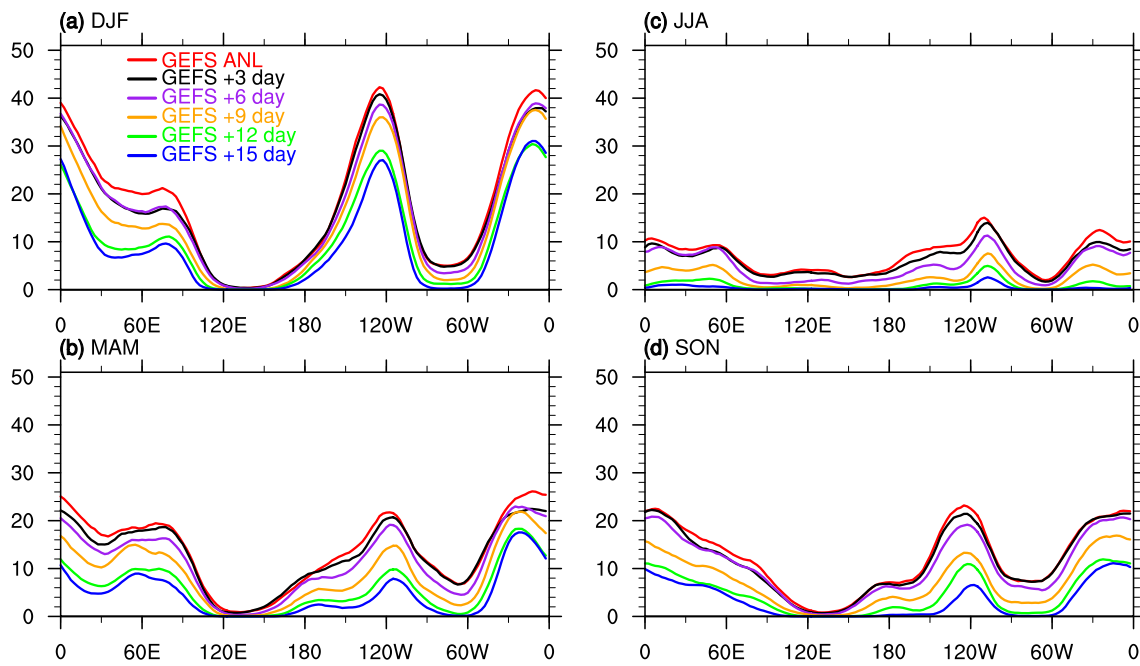 (a) DJF
50
40
30
20
10
0
GEFS ANL
GEFS +3 day
GEFS +6 day
GEFS +9 day
GEFS +12 day
GEFS +15 day
0 60E 120E 180 120W 60W 0
(c) JJA
50
40
30
20
10
0
0 60E 120E 180 120W 60W 0
(b) MAM
50
40
30
20
10
0
0 60E 120E 180 120W 60W 0
(d) SON
50
40
30
20
10
0
0 60E 120E 180 120W 60W 0